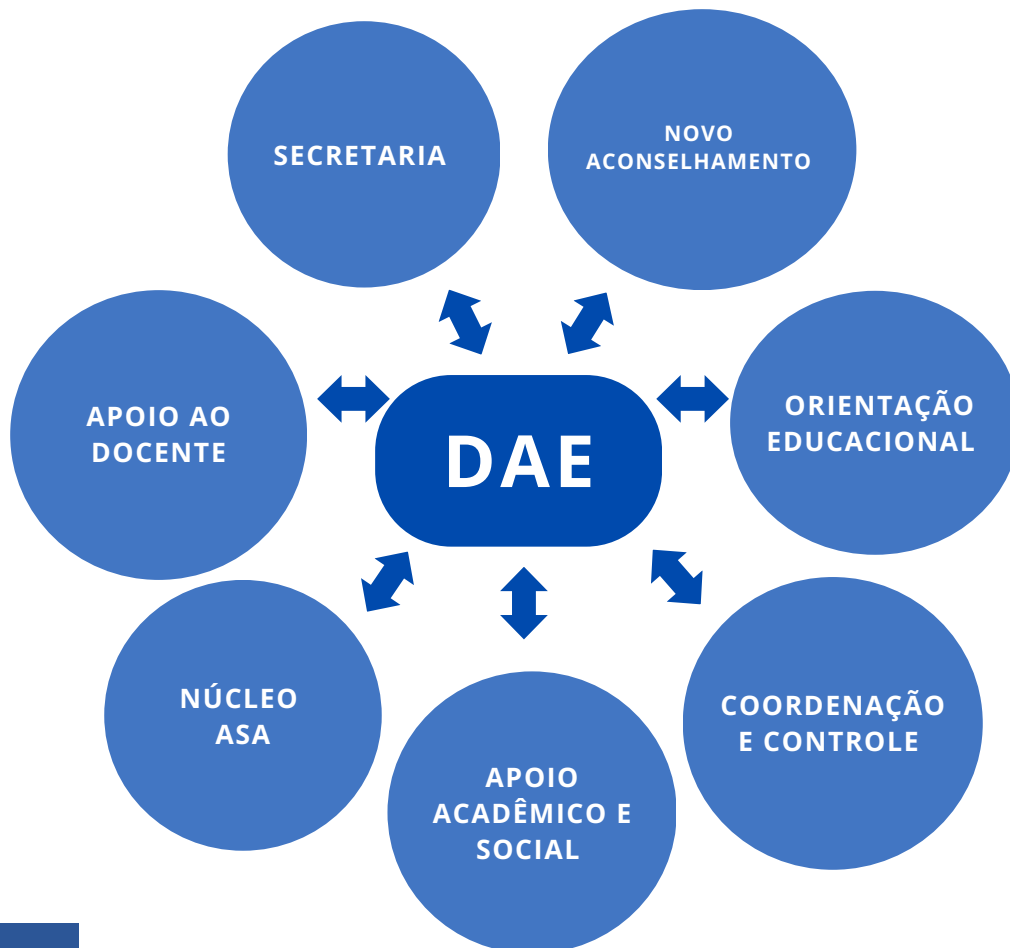 SECRETARIA
NOVO
ACONSELHAMENTO
APOIO AO
DOCENTE
DAE
ORIENTAÇÃO
EDUCACIONAL
NÚCLEO
ASA
APOIO
ACADÊMICO E
SOCIAL
COORDENAÇÃO
E CONTROLE